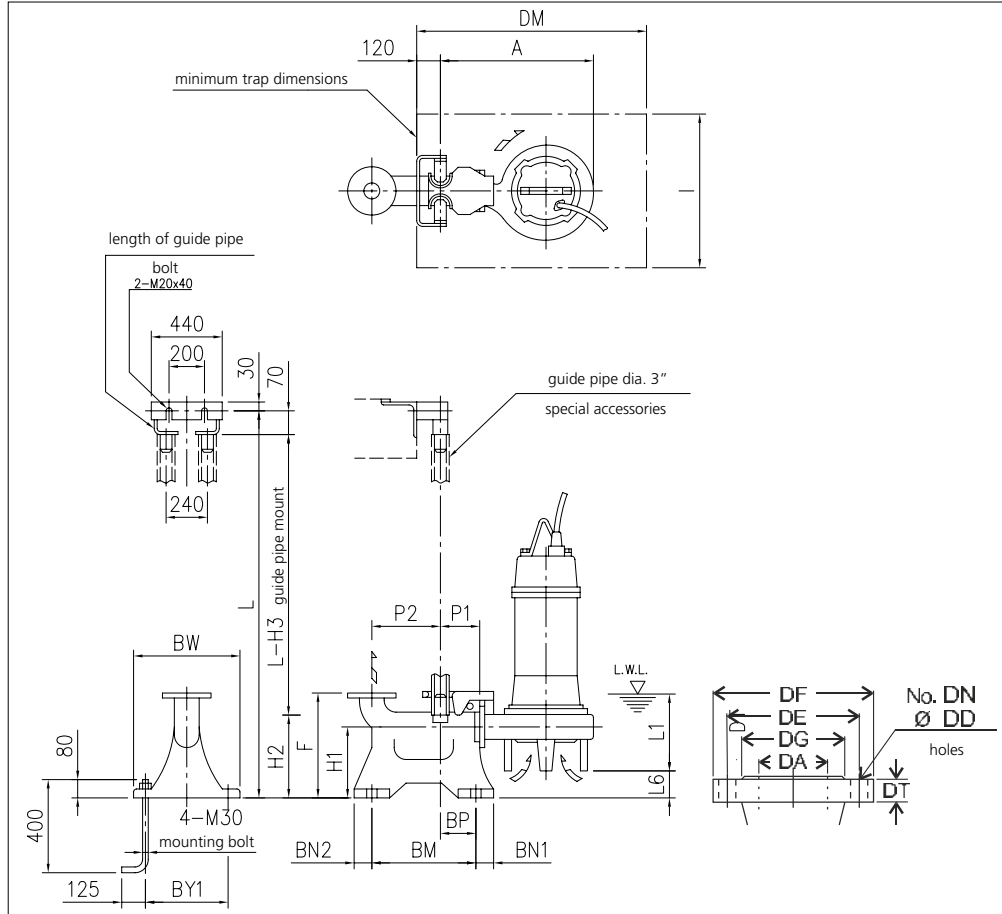 DM
120
A
minimum trap dimensions
I
length of guide pipe
bolt
2-M20x40
440
200
30
70
guide pipe dia. 3"
special accessories
240
L
L-H3 guide pipe mount
P2
P1
BW
L.W.L.
DF
No. DN
DE
Ø DD
DG
holes
DA
DT
80
H2
F
H1
L1
L6
4-M30
mounting bolt
400
BP
BN2
BM
BN1
125
BY1